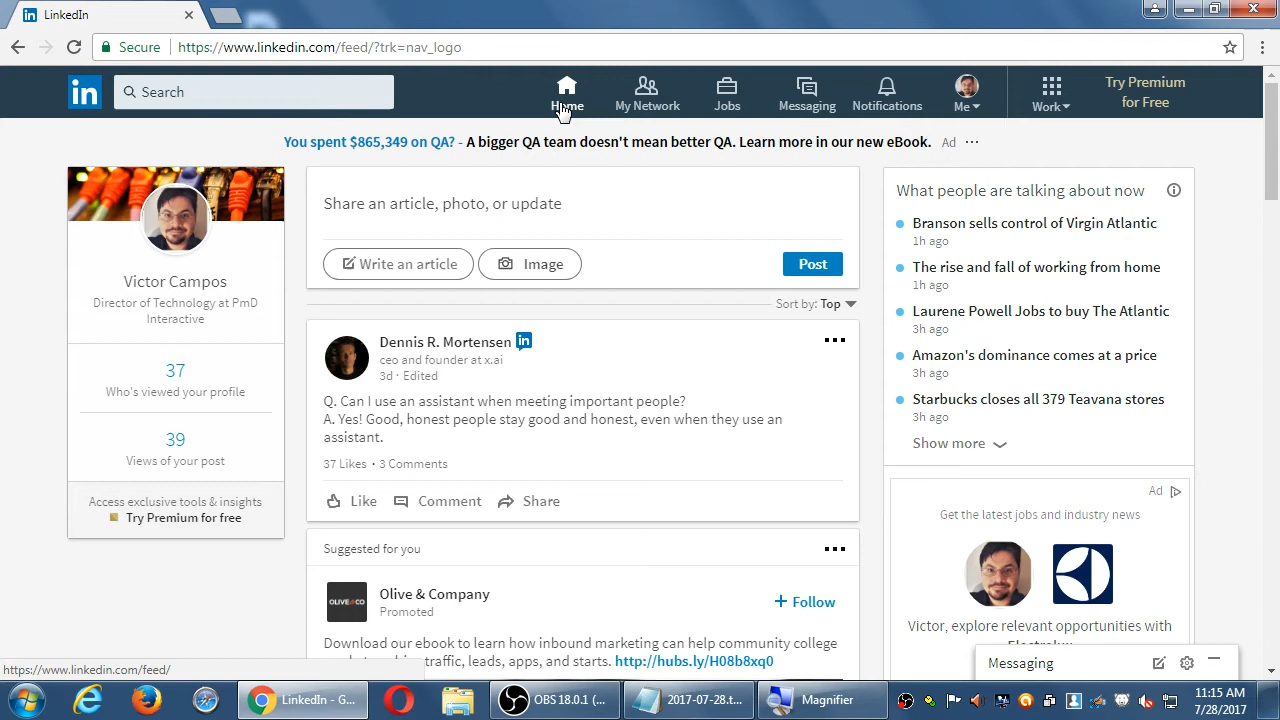 LinkedIn
Secure https://www.linkedin.com/feed/?trk=nav_logo
in
Search
Home
My Network
Jobs
Messaging
Notifications
Me
Work
Try Premium
for Free
You spent $865,349 on QA? - A bigger QA team doesn't mean better QA. Learn more in our new eBook. Ad
Victor Campos
Director of Technology at PmD
Interactive
37
Who's viewed your profile
39
Views of your post
Access exclusive tools & insights
Try Premium for free
Share an article, photo, or update
Write an article
Image
Post
Sort by: Top
Dennis R. Mortensen in
ceo and founder at x.ai
3d · Edited
Q. Can I use an assistant when meeting important people?
A. Yes! Good, honest people stay good and honest, even when they use an
assistant.
37 Likes • 3 Comments
Like
Comment
Share
Suggested for you
OLIVE&CO
Olive & Company
Promoted
+ Follow
Download our ebook to learn how inbound marketing can help community college
traffic, leads, apps, and starts. http://hubs.ly/H08b8xq0
What people are talking about now
Branson sells control of Virgin Atlantic
1h ago
The rise and fall of working from home
1h ago
Laurene Powell Jobs to buy The Atlantic
3h ago
Amazon's dominance comes at a price
3h ago
Starbucks closes all 379 Teavana stores
3h ago
Show more
Ad
Get the latest jobs and industry news
Victor, explore relevant opportunities with
Messaging
https://www.linkedin.com/feed/
LinkedIn - G...
OBS 18.0.1 (...
2017-07-28.t...
Magnifier
11:15 AM
7/28/2017